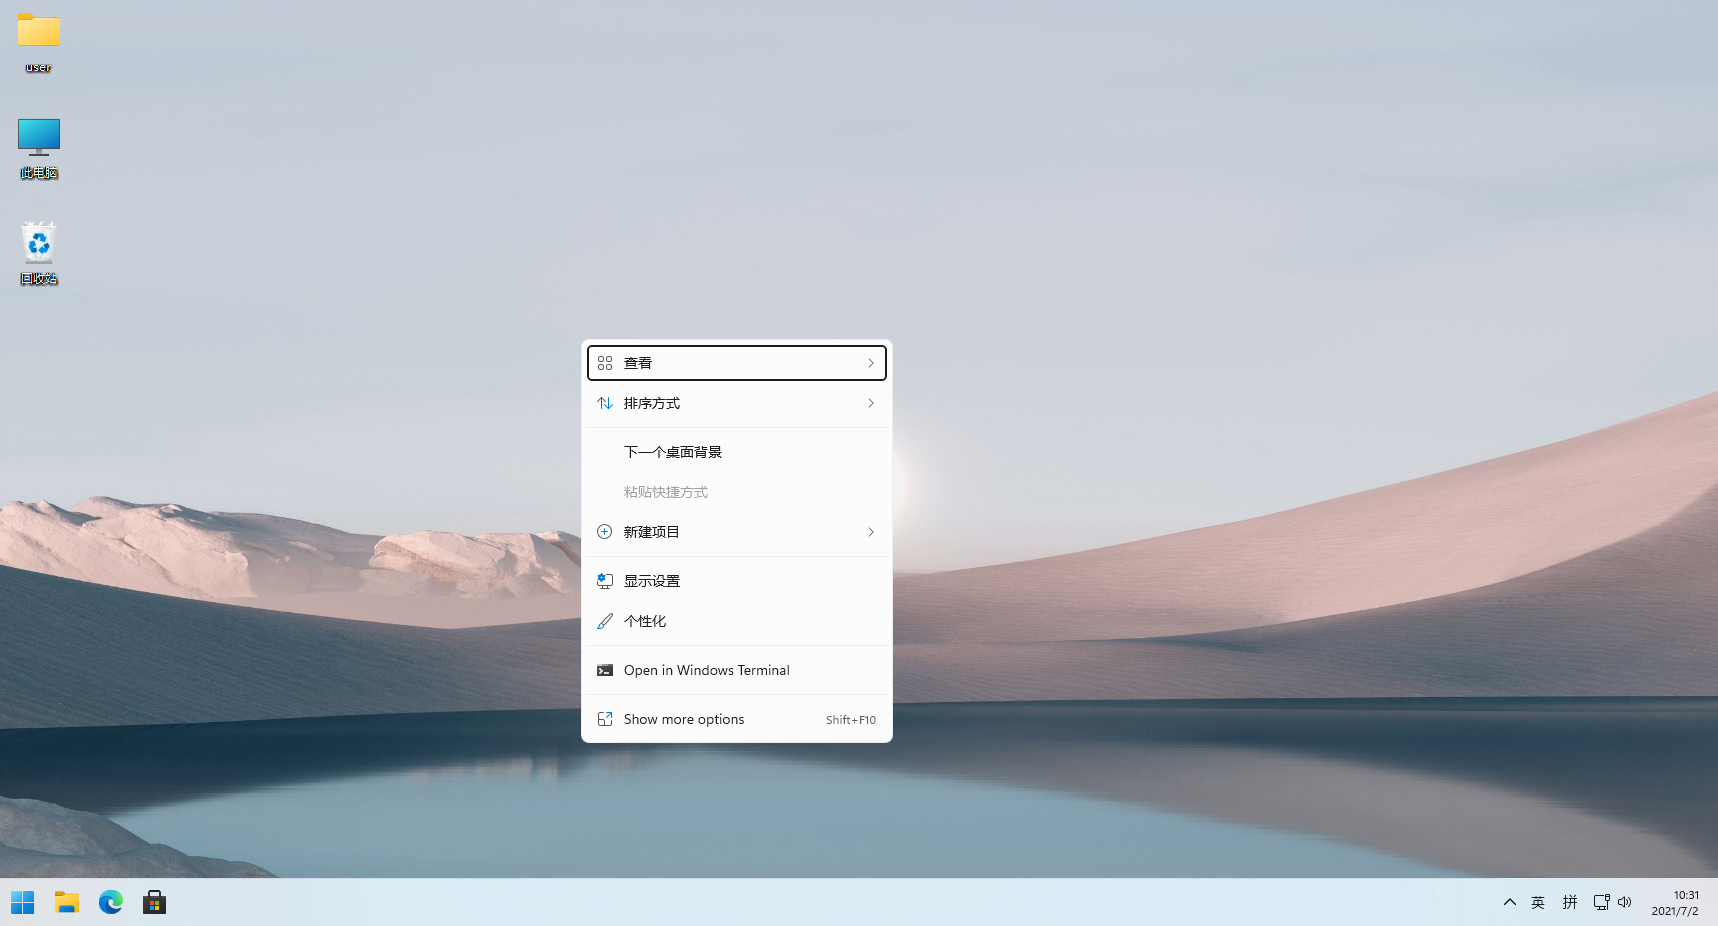 user
此电脑
回收站
查看
排序方式
下一个桌面背景
粘贴快捷方式
新建项目
显示设置
个性化
Open in Windows Terminal
Show more options Shift+F10
英 拼 10:31
2021/7/2